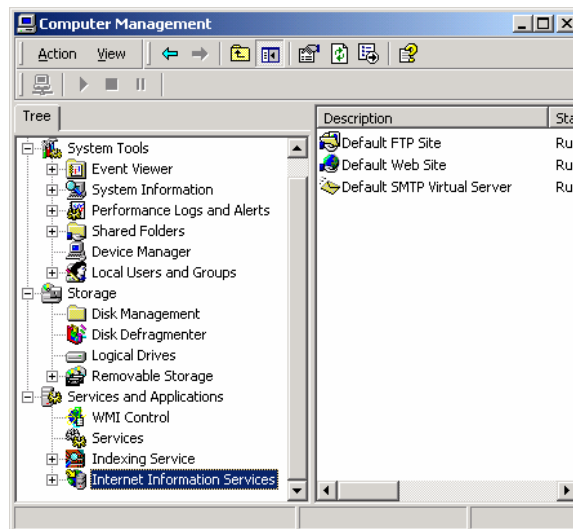 Computer Management
Action View
Tree
System Tools
Event Viewer
System Information
Performance Logs and Alerts
Shared Folders
Device Manager
Local Users and Groups
Storage
Disk Management
Disk Defragmenter
Logical Drives
Removable Storage
Services and Applications
WMI Control
Services
Indexing Service
Internet Information Services
Description Sta
Default FTP Site Ru
Default Web Site Ru
Default SMTP Virtual Server Ru